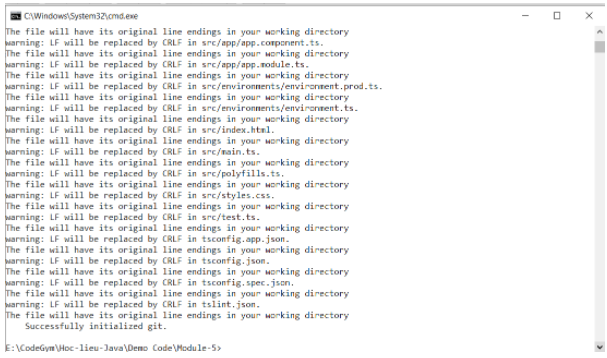 C:\Windows\System32\cmd.exe
The file will have its original line endings in your working directory
warning: LF will be replaced by CRLF in src/app/app.component.ts.
The file will have its original line endings in your working directory
warning: LF will be replaced by CRLF in src/app/app.module.ts.
The file will have its original line endings in your working directory
warning: LF will be replaced by CRLF in src/environments/environment.prod.ts.
The file will have its original line endings in your working directory
warning: LF will be replaced by CRLF in src/environments/environment.ts.
The file will have its original line endings in your working directory
warning: LF will be replaced by CRLF in src/index.html.
The file will have its original line endings in your working directory
warning: LF will be replaced by CRLF in src/main.ts.
The file will have its original line endings in your working directory
warning: LF will be replaced by CRLF in src/polyfills.ts.
The file will have its original line endings in your working directory
warning: LF will be replaced by CRLF in src/styles.css.
The file will have its original line endings in your working directory
warning: LF will be replaced by CRLF in src/test.ts.
The file will have its original line endings in your working directory
warning: LF will be replaced by CRLF in tsconfig.app.json.
The file will have its original line endings in your working directory
warning: LF will be replaced by CRLF in tsconfig.json.
The file will have its original line endings in your working directory
warning: LF will be replaced by CRLF in tsconfig.spec.json.
The file will have its original line endings in your working directory
warning: LF will be replaced by CRLF in tslint.json.
The file will have its original line endings in your working directory
Successfully initialized git.
E:\CodeGym\Hoc-lieu-Java\Demo Code\Module-5>